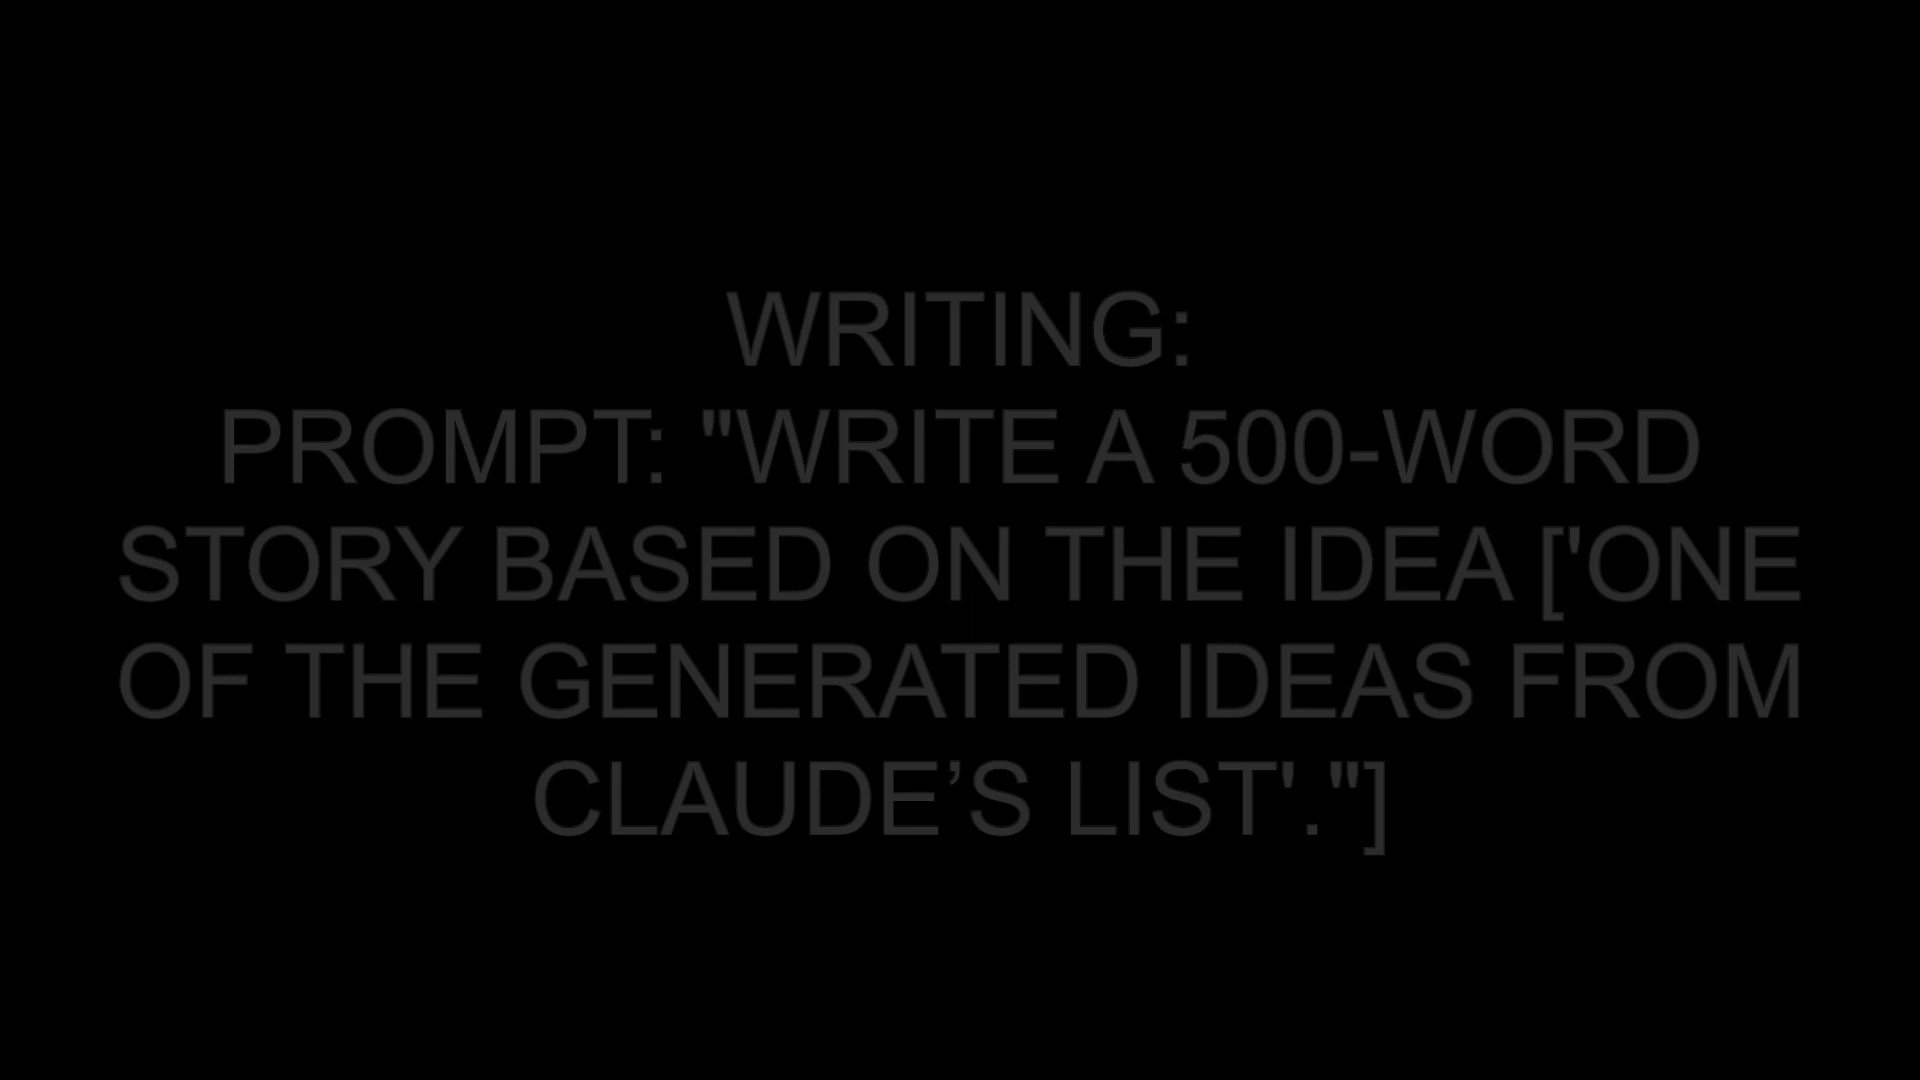 WRITING:
PROMPT: "WRITE A 500-WORD
STORY BASED ON THE IDEA ['ONE
OF THE GENERATED IDEAS FROM
CLAUDE’S LIST'."]